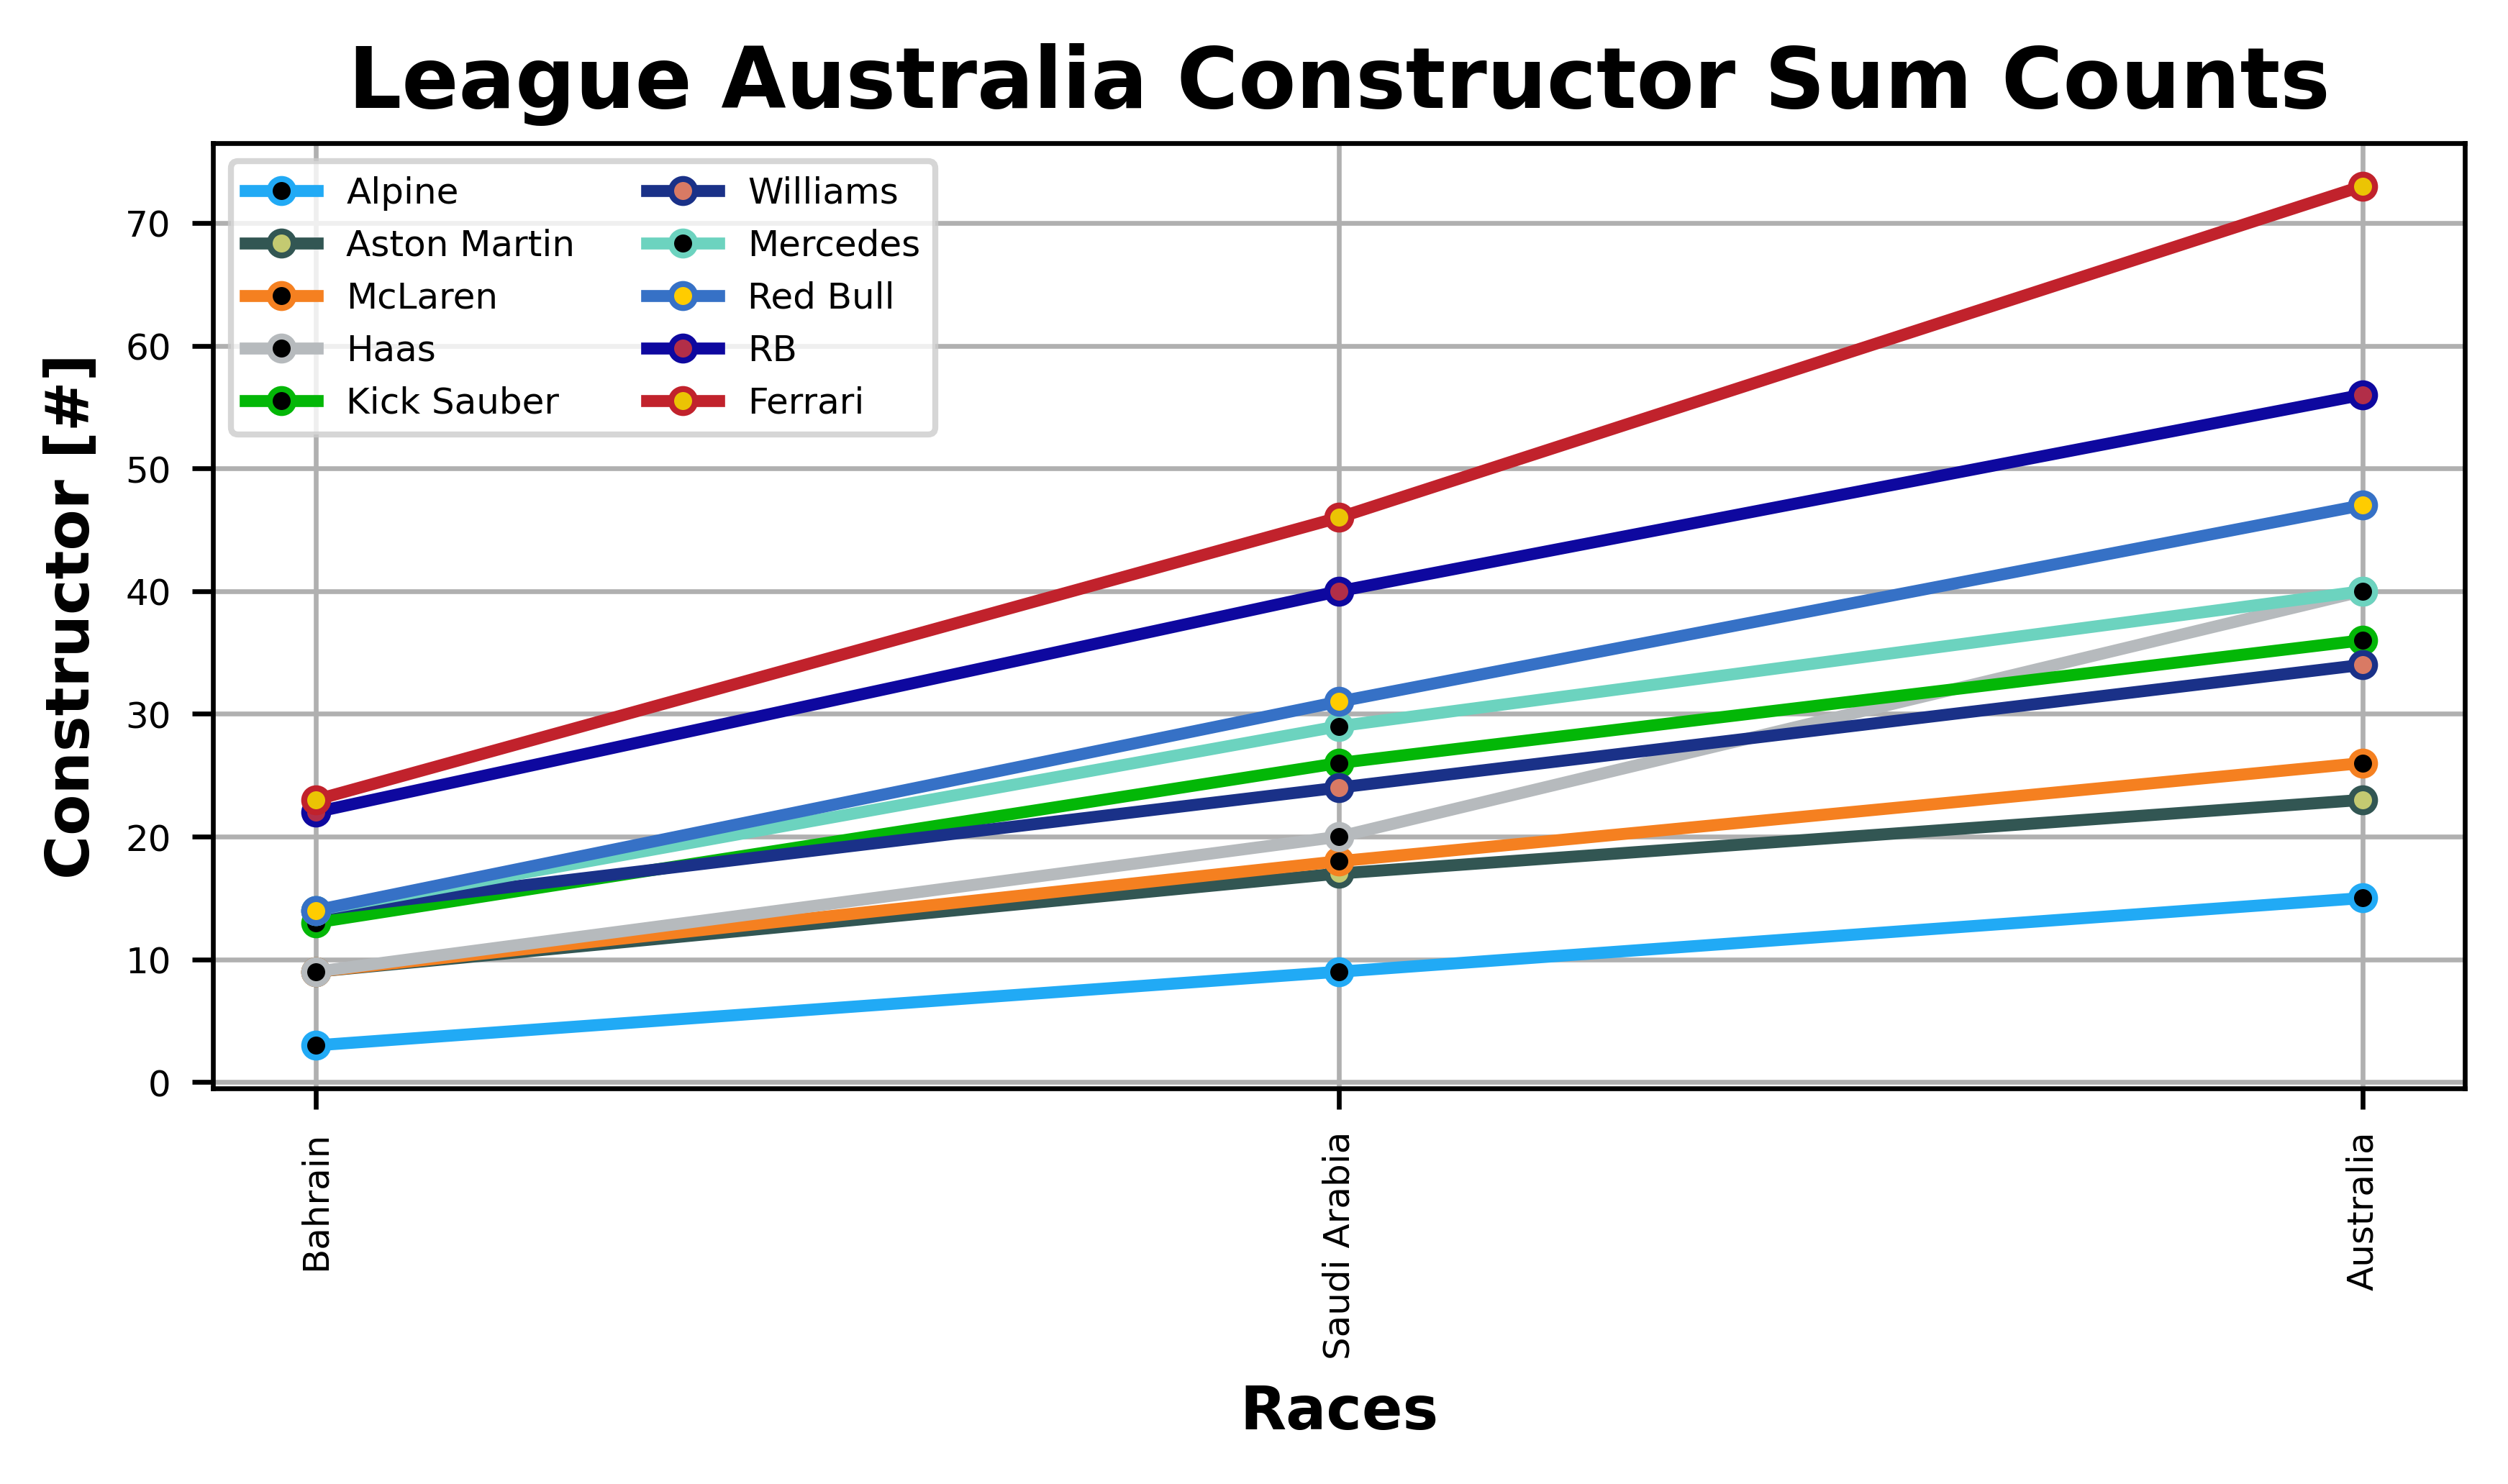 League Australia Constructor Sum Counts
Constructor [#]
70
60
50
40
30
20
10
0
Alpine
Aston Martin
McLaren
Haas
Kick Sauber
Williams
Mercedes
Red Bull
RB
Ferrari
Bahrain
Saudi Arabia
Australia
Races